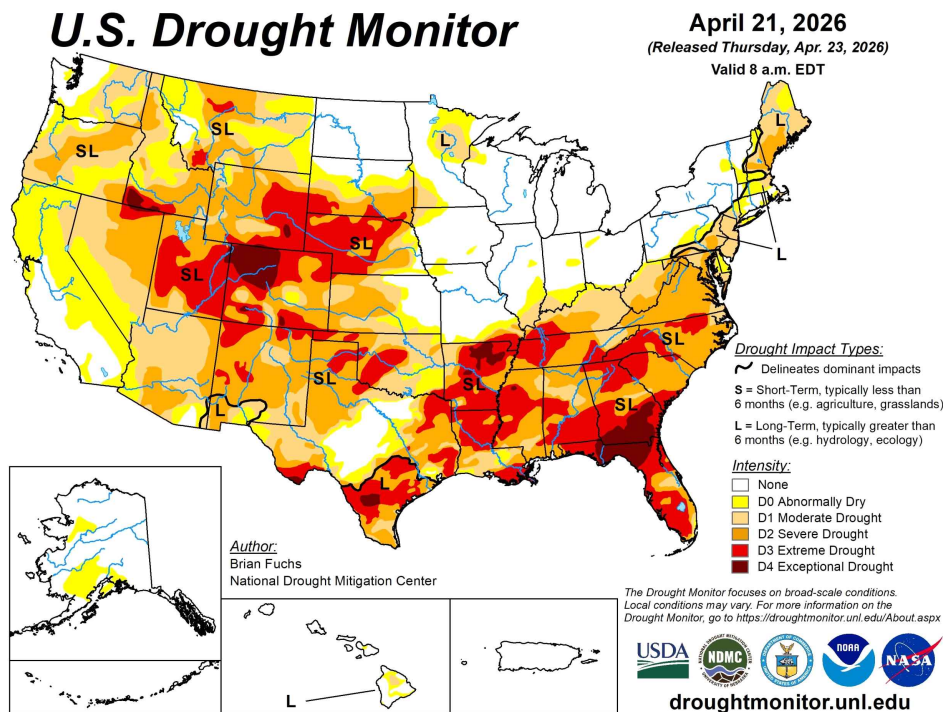 U.S. Drought Monitor
April 21, 2026
(Released Thursday, Apr. 23, 2026)
Valid 8 a.m. EDT
SL
SL
L
L
SL
SL
L
SL
SL
SL
SL
L
L
Drought Impact Types:
Delineates dominant impacts
S = Short-Term, typically less than
6 months (e.g. agriculture, grasslands)
L = Long-Term, typically greater than
6 months (e.g. hydrology, ecology)
Intensity:
None
D0 Abnormally Dry
D1 Moderate Drought
D2 Severe Drought
D3 Extreme Drought
D4 Exceptional Drought
Author:
Brian Fuchs
National Drought Mitigation Center
L
The Drought Monitor focuses on broad-scale conditions.
Local conditions may vary. For more information on the
Drought Monitor, go to https://droughtmonitor.unl.edu/About.aspx
USDA
NDMC
NOAA
NASA
droughtmonitor.unl.edu